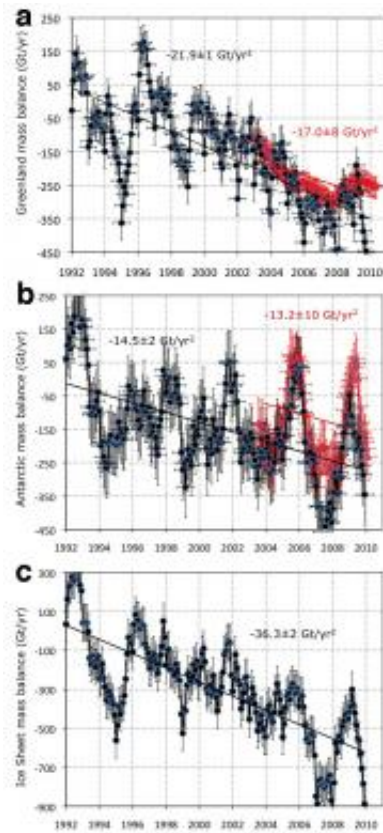 a
250
150
50
-50
-150
-250
-350
-450
Greenland mass balance (Gt/yr)
-21.9±1 Gt/yr²
-17.0±8 Gt/yr²
1992 1994 1996 1998 2000 2002 2004 2006 2008 2010
b
250
150
50
-50
-150
-250
-350
-450
Antarctic mass balance (Gt/yr)
-14.5±2 Gt/yr²
-13.2±10 Gt/yr²
1992 1994 1996 1998 2000 2002 2004 2006 2008 2010
c
300
100
-100
-300
-500
-700
-900
Ice Sheet mass balance (Gt/yr)
-36.3±2 Gt/yr²
1992 1994 1996 1998 2000 2002 2004 2006 2008 2010